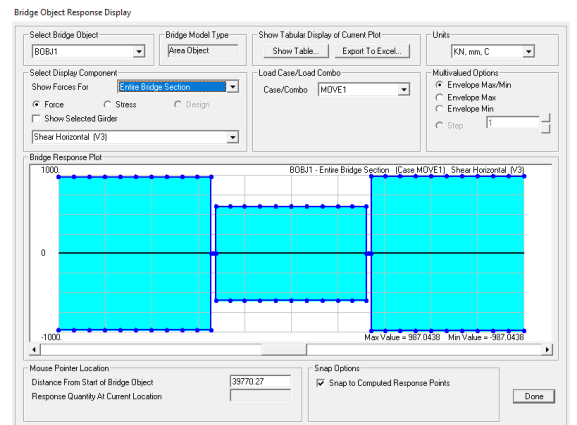 Bridge Object Response Display
Select Bridge Object
BOBJ1
Bridge Model Type
Area Object
Show Tabular Display of Current Plot
Show Table...
Export To Excel...
Units
KN, mm, C
Select Display Component
Show Forces For
Entire Bridge Section
Force
Stress
Design
Show Selected Girder
Shear Horizontal (V3)
Load Case/Load Combo
Case/Combo
MOVE1
Multivalued Options
Envelope Max/Min
Envelope Max
Envelope Min
Step
1
Bridge Response Plot
1000.
BOBJ1 - Entire Bridge Section (Case MOVE1) Shear Horizontal (V3)
0
-1000.
Max Value = 987.0438 Min Value = -987.0438
Mouse Pointer Location
Distance From Start of Bridge Object
39770.27
Response Quantity At Current Location
Snap Options
Snap to Computed Response Points
Done